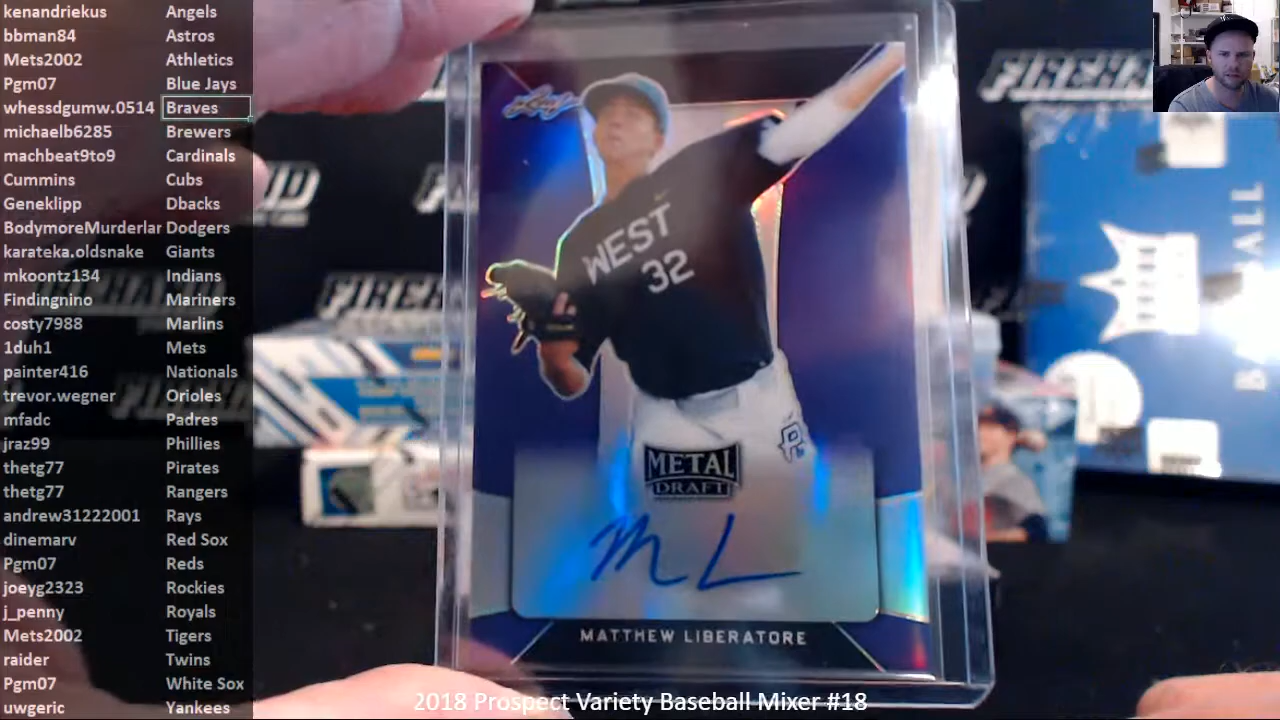 kenandriekus Angels
bbman84 Astros
Mets2002 Athletics
Pgm07 Blue Jays
whessdgumw.0514 Braves
michaelb6285 Brewers
machbeat9to9 Cardinals
Cummins Cubs
Geneklipp Dbacks
BodymoreMurderlar Dodgers
karateka.oldsnake Giants
mkoontz134 Indians
Findingnino Mariners
costy7988 Marlins
1duh1 Mets
painter416 Nationals
trevor.wegner Orioles
mfadc Padres
jraz99 Phillies
thetg77 Pirates
thetg77 Rangers
andrew31222001 Rays
dinemarv Red Sox
Pgm07 Reds
joeyg2323 Rockies
j_penny Royals
Mets2002 Tigers
raider Twins
Pgm07 White Sox
uwgeric Yankees
Leaf
WEST
32
P
METAL
DRAFT
M L
MATTHEW LIBERATORE
FIREHAND
2018 Prospect Variety Baseball Mixer #18